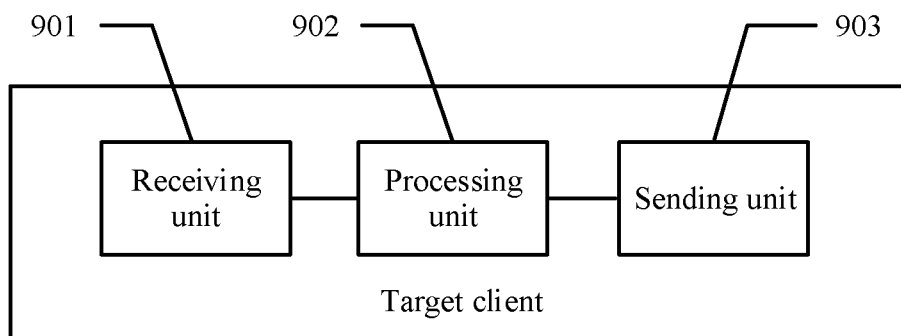 901 902 903
Receiving unit
Processing unit
Sending unit
Target client